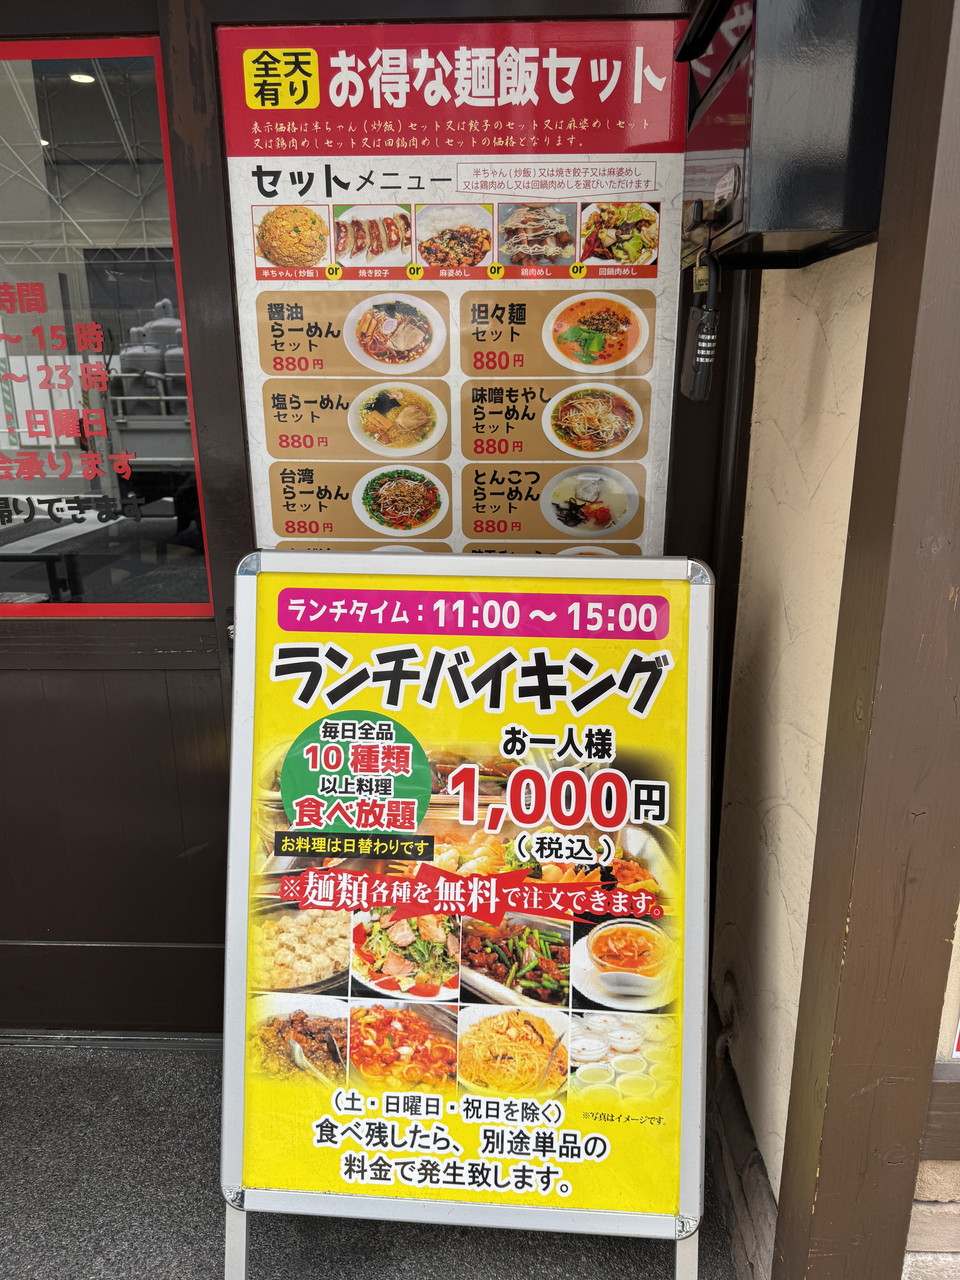 全天
有り
お得な麺飯セット
表示価格は半ちゃん(炒飯)セット又は餃子のセット又は麻婆めしセット
又は鶏肉めしセット又は回鍋肉めしセットの価格となります。
セットメニュー
半ちゃん(炒飯)又は焼き餃子又は麻婆めし
又は鶏肉めし又は回鍋肉めしを選びいただけます
半ちゃん(炒飯) or 焼き餃子 or 麻婆めし or 鶏肉めし or 回鍋肉めし
醤油
らーめん
セット
880円
坦々麺
セット
880円
塩らーめん
セット
880円
味噌もやし
らーめん
セット
880円
台湾
らーめん
セット
880円
とんこつ
らーめん
セット
880円
時間
〜15時
〜23時
:日曜日
会承ります
帰りできます
ランチタイム:11:00〜15:00
ランチバイキング
毎日全品
10種類
以上料理
食べ放題
お料理は日替わりです
お一人様
1,000円
(税込)
※麺類各種を無料で注文できます。
(土・日曜日・祝日を除く)
※写真はイメージです。
食べ残したら、別途単品の
料金で発生致します。